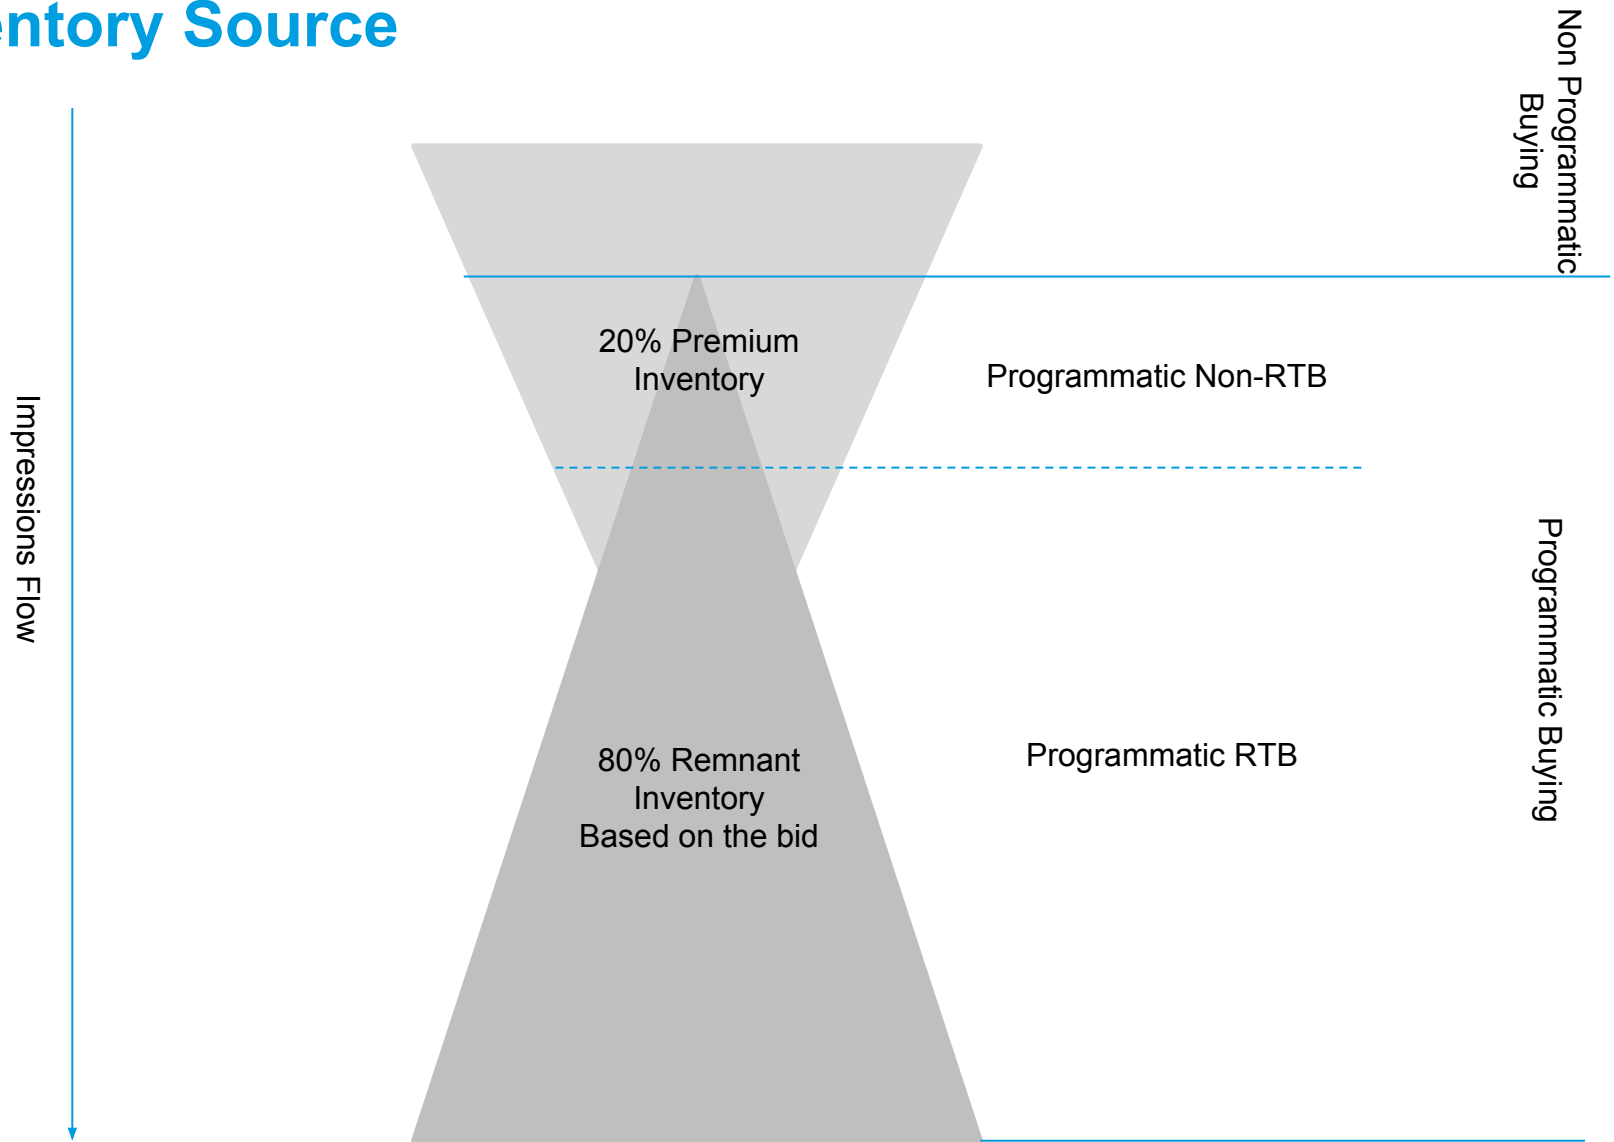 entory Source
Non Programmatic
Buying
20% Premium
Inventory
Programmatic Non-RTB
Impressions Flow
Programmatic Buying
80% Remnant
Inventory
Based on the bid
Programmatic RTB